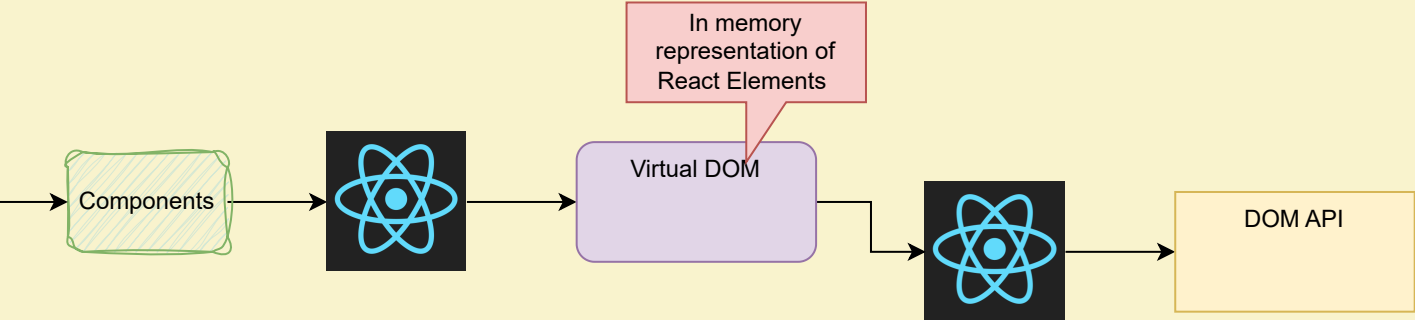 In memory
representation of
React Elements
Components
Virtual DOM
DOM API